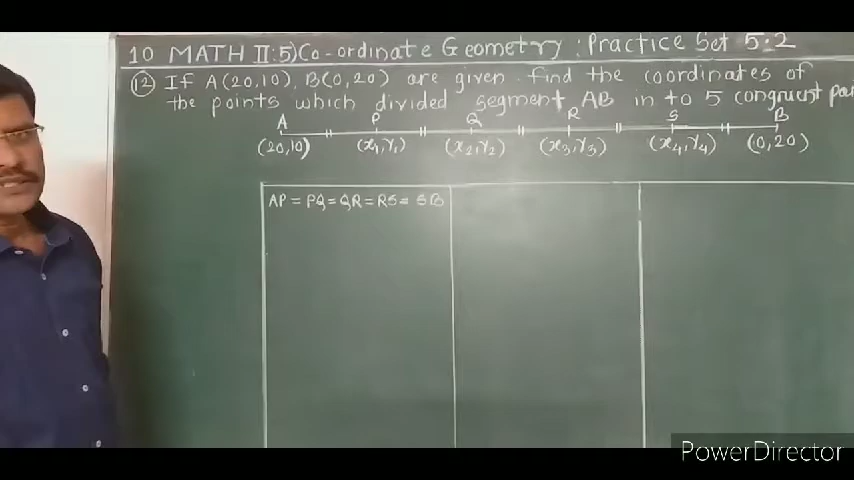 10 MATH II:5) Co-ordinate Geometry : Practice Set 5:2
(12) If A(20,10), B(0,20) are given. find the coordinates of
the points which divided segment AB in to 5 congruent
A P Q R S B
(20,10) (x1,Y1) (x2,Y2) (x3,Y3) (x4,Y4) (0,20)
AP = PQ = QR = RS = SB
PowerDirector